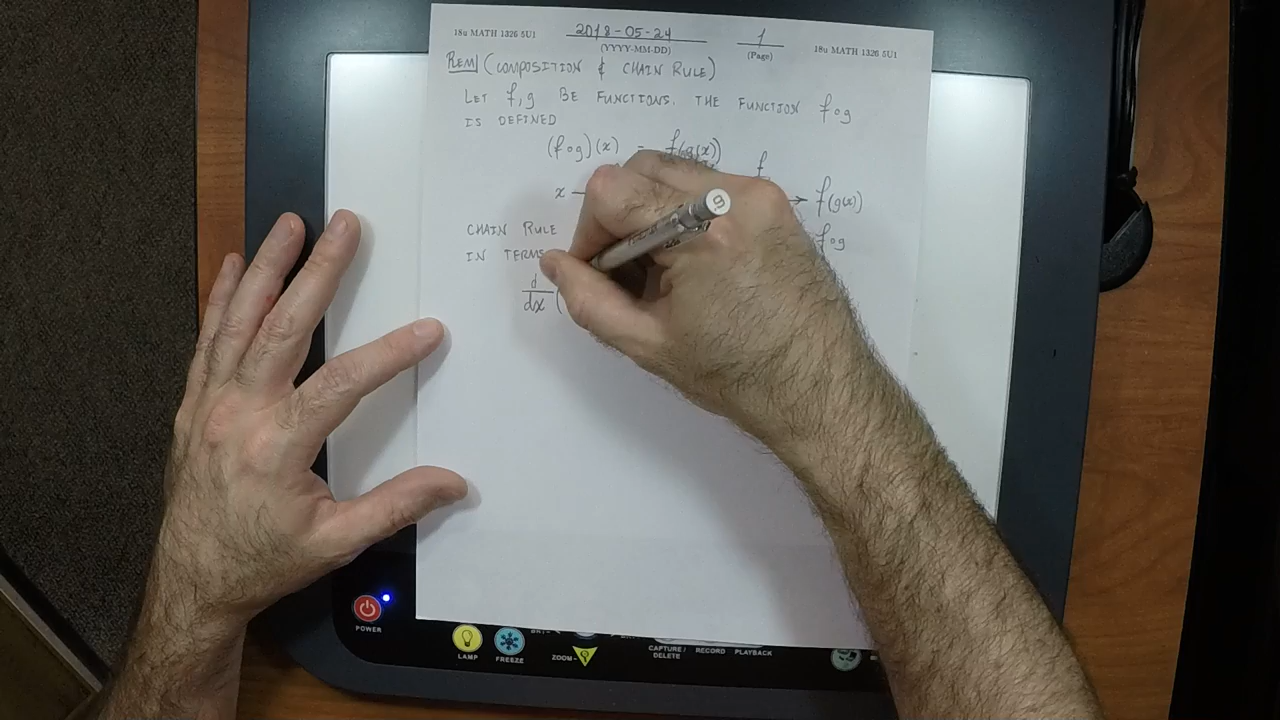 18u MATH 1326 5U1 2018-05-24 1 18u MATH 1326 5U1
(YYYY-MM-DD) (Page)
REM (COMPOSITION & CHAIN RULE)
LET f, g BE FUNCTIONS. THE FUNCTION f∘g
IS DEFINED
(f∘g)(x) = f(g(x))
f
x → f(g(x))
CHAIN RULE f∘g
IN TERMS
d/dx (
g
POWER
LAMP FREEZE ZOOM CAPTURE / DELETE RECORD PLAYBACK